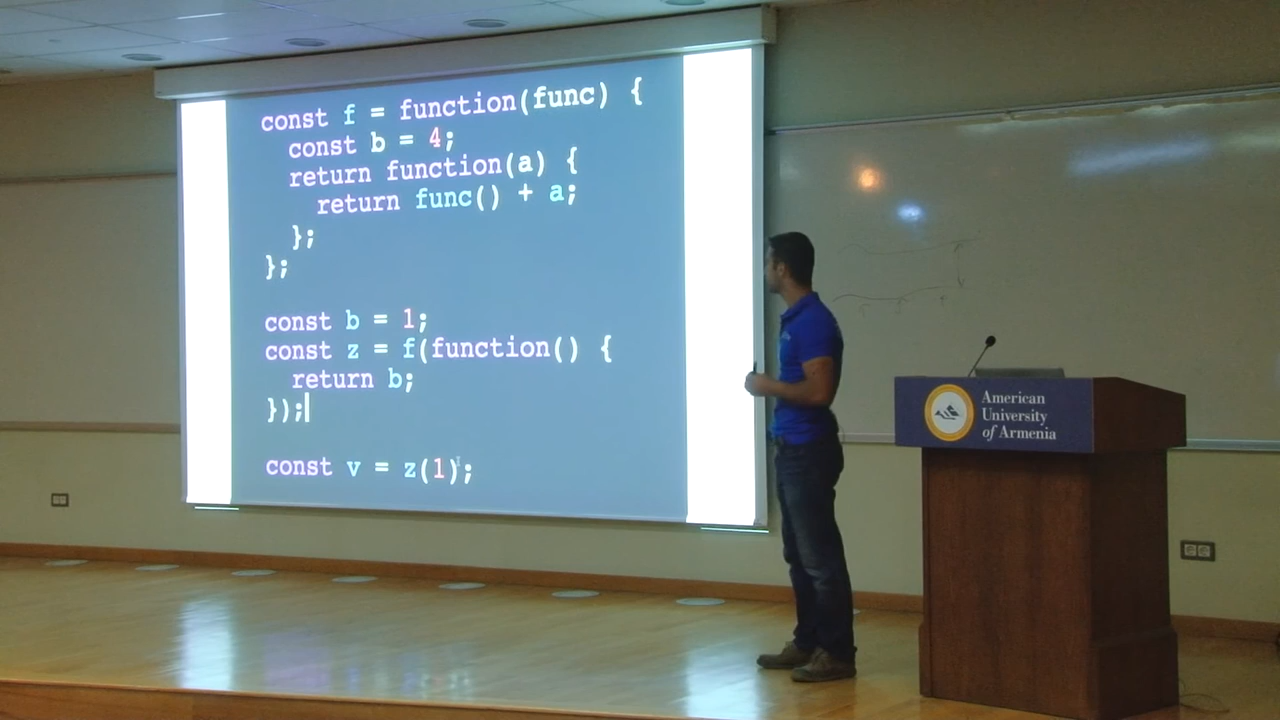 const f = function(func) {
const b = 4;
return function(a) {
return func() + a;
};
};
const b = 1;
const z = f(function() {
return b;
});
const v = z(1);
American
University
of Armenia